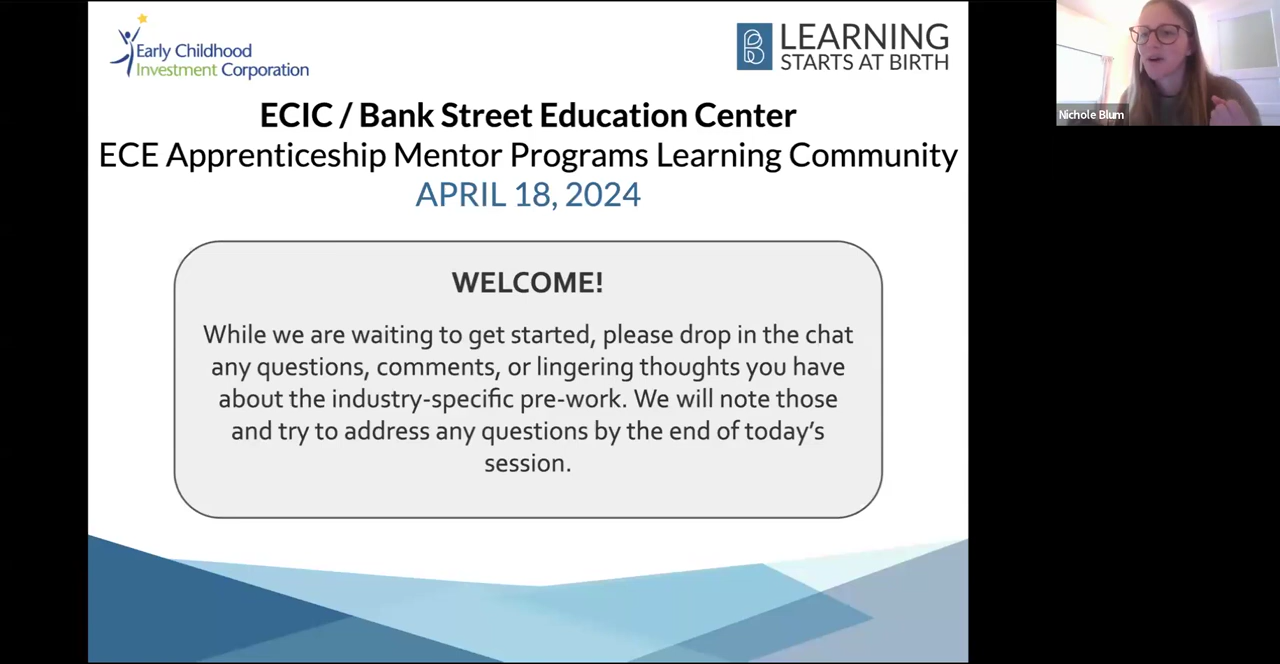 Early Childhood
Investment Corporation
LEARNING
STARTS AT BIRTH
Nichole Blum
ECIC / Bank Street Education Center
ECE Apprenticeship Mentor Programs Learning Community
APRIL 18, 2024
WELCOME!
While we are waiting to get started, please drop in the chat
any questions, comments, or lingering thoughts you have
about the industry-specific pre-work. We will note those
and try to address any questions by the end of today’s
session.